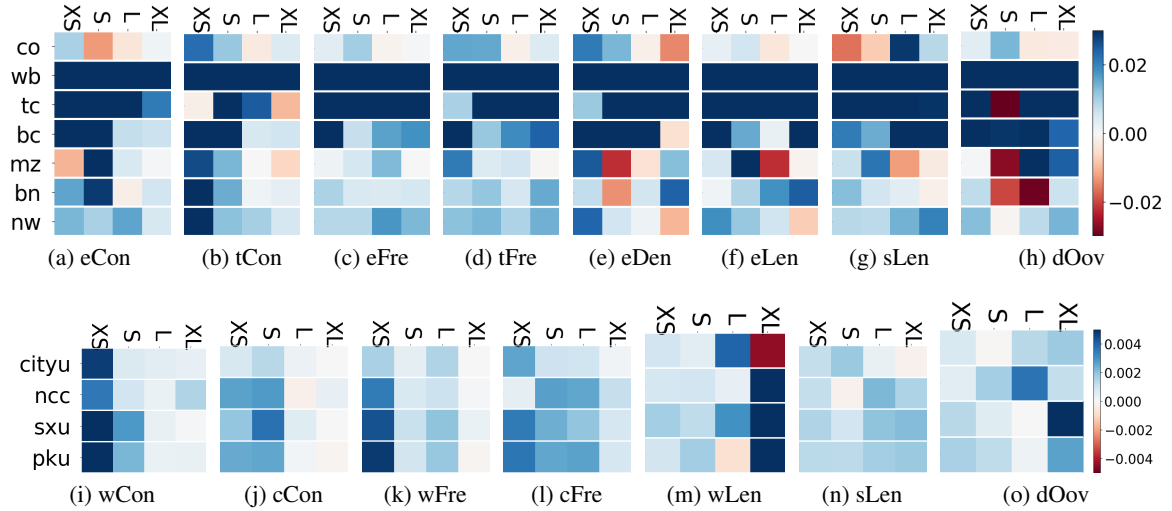 XS S L XL XS S L XL XS S L XL XS S L XL XS S L XL XS S L XL XS S L XL XS S L XL
co
wb
tc
bc
mz
bn
nw
0.02
0.00
−0.02
(a) eCon (b) tCon (c) eFre (d) tFre (e) eDen (f) eLen (g) sLen (h) dOov
XS S L XL XS S L XL XS S L XL XS S L XL XS S L XL XS S L XL XS S L XL
cityu
ncc
sxu
pku
0.004
0.002
0.000
−0.002
−0.004
(i) wCon (j) cCon (k) wFre (l) cFre (m) wLen (n) sLen (o) dOov